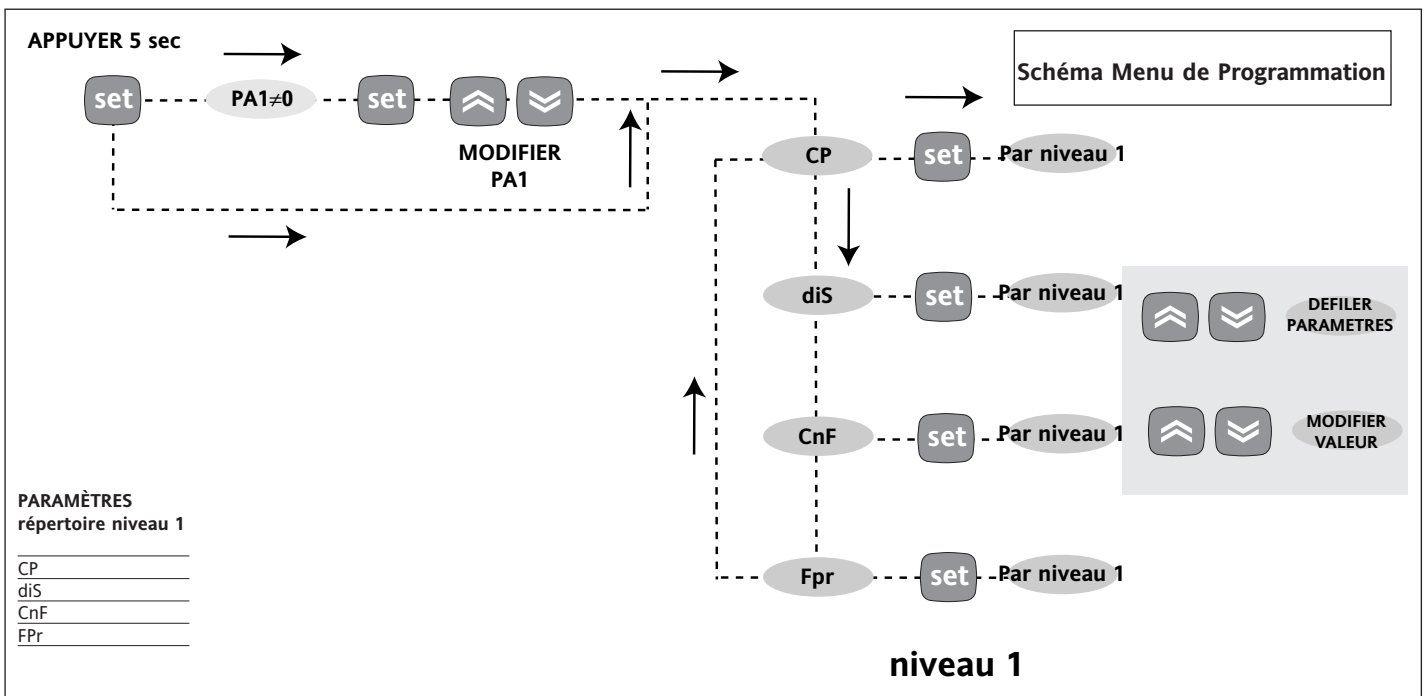 APPUYER 5 sec
Schéma Menu de Programmation
set
PA1≠0
set
MODIFIER
PA1
CP
set
Par niveau 1
diS
set
Par niveau 1
DEFILER
PARAMETRES
CnF
set
Par niveau 1
MODIFIER
VALEUR
PARAMÈTRES
répertoire niveau 1
CP
diS
CnF
FPr
Fpr
set
Par niveau 1
niveau 1